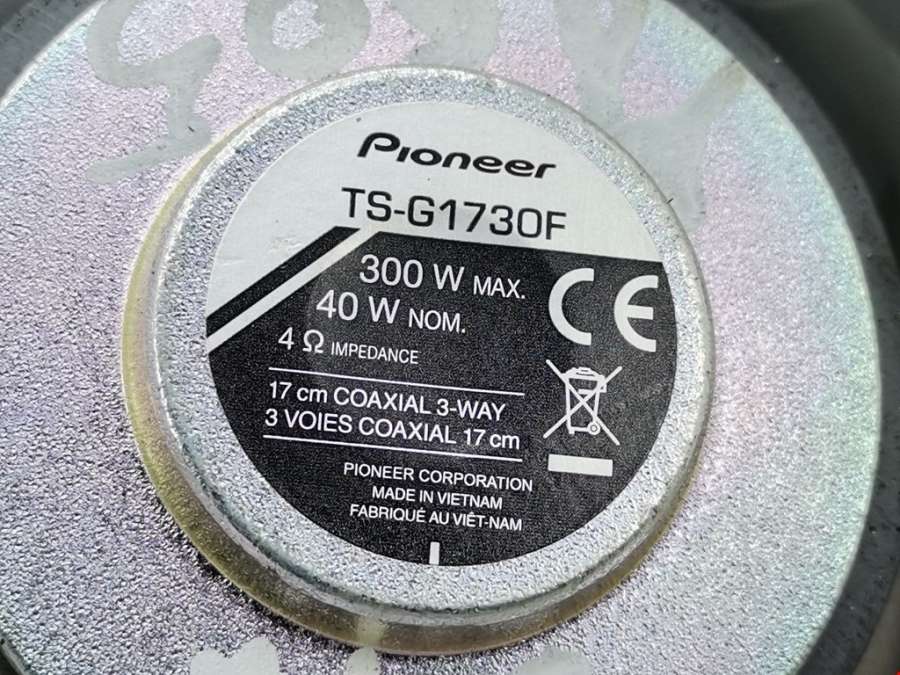 Pioneer
TS-G1730F
300 W MAX.
40 W NOM.
4 Ω IMPEDANCE
CE
17 cm COAXIAL 3-WAY
3 VOIES COAXIAL 17 cm
PIONEER CORPORATION
MADE IN VIETNAM
FABRIQUÉ AU VIÊT-NAM